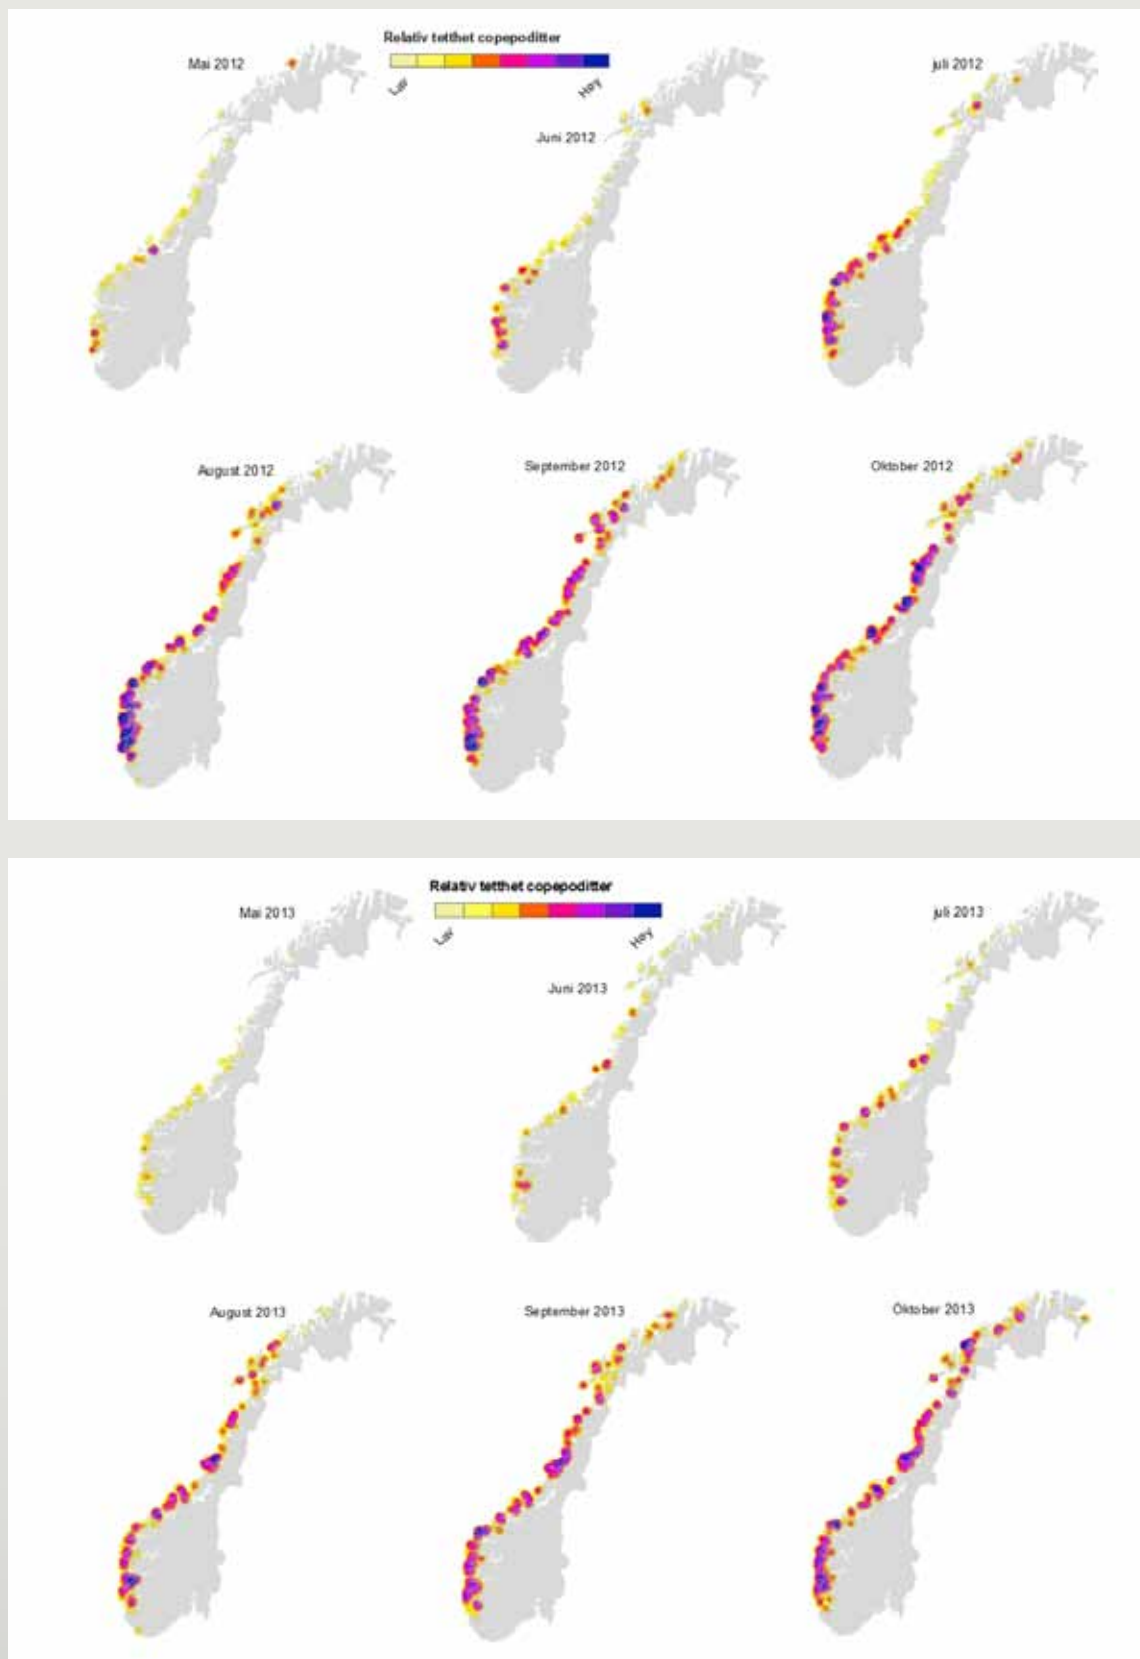 Relativ tetthet copepoditter
Lav
Høy
Mai 2012
Juni 2012
juli 2012
August 2012
September 2012
Oktober 2012
Relativ tetthet copepoditter
Lav
Høy
Mai 2013
Juni 2013
juli 2013
August 2013
September 2013
Oktober 2013